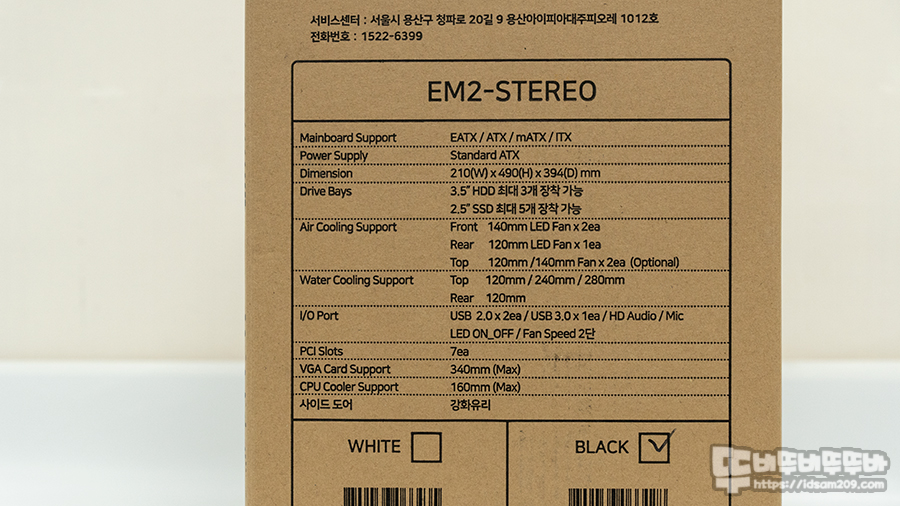 서비스센터 : 서울시 용산구 청파로 20길 9 용산아이피아대주피오레 1012호
전화번호 : 1522-6399
EM2-STEREO
Mainboard Support EATX / ATX / mATX / ITX
Power Supply Standard ATX
Dimension 210(W) x 490(H) x 394(D) mm
Drive Bays 3.5" HDD 최대 3개 장착 가능
2.5" SSD 최대 5개 장착 가능
Air Cooling Support Front 140mm LED Fan x 2ea
Rear 120mm LED Fan x 1ea
Top 120mm /140mm Fan x 2ea (Optional)
Water Cooling Support Top 120mm / 240mm / 280mm
Rear 120mm
I/O Port USB 2.0 x 2ea / USB 3.0 x 1ea / HD Audio / Mic
LED ON_OFF / Fan Speed 2단
PCI Slots 7ea
VGA Card Support 340mm (Max)
CPU Cooler Support 160mm (Max)
사이드 도어 강화유리
WHITE BLACK
뚜바뚜바뚜뚜바
https://idsam209.com